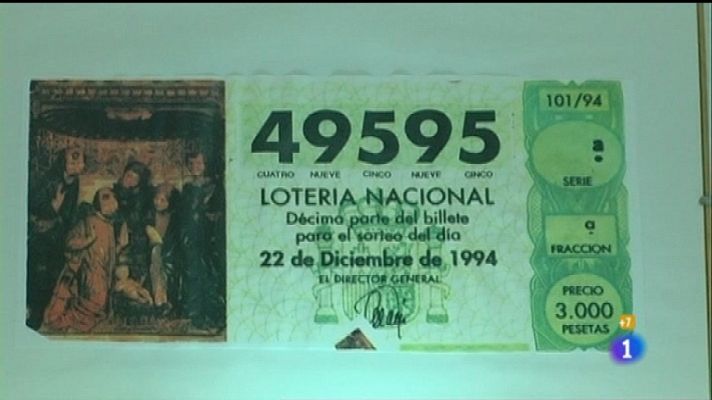 49595
CUATRO NUEVE CINCO NUEVE CINCO
LOTERIA NACIONAL
Décima parte del billete
para el sorteo del día
22 de Diciembre de 1994
EL DIRECTOR GENERAL
101/94
a
SERIE
a
FRACCION
PRECIO
3.000
PESETAS
+7
1